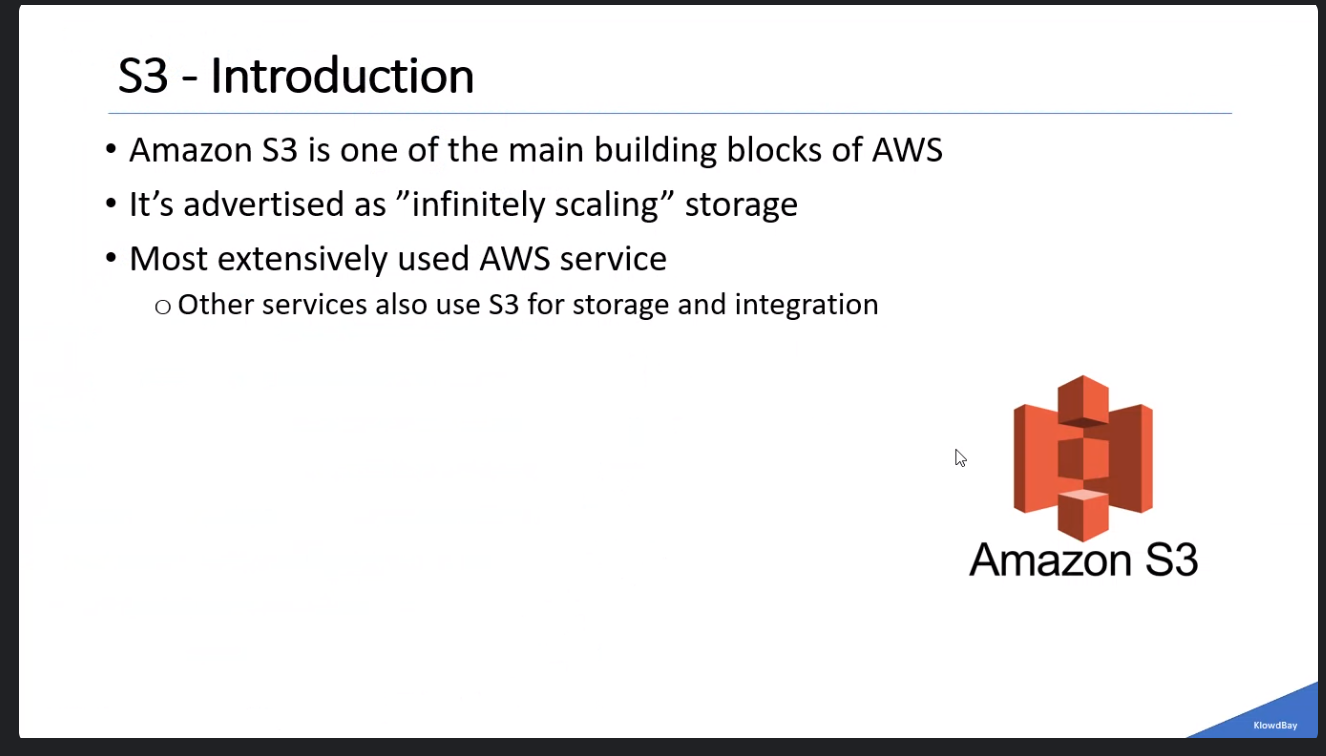 S3 - Introduction
• Amazon S3 is one of the main building blocks of AWS
• It’s advertised as ”infinitely scaling” storage
• Most extensively used AWS service
o Other services also use S3 for storage and integration
Amazon S3
KlowdBay